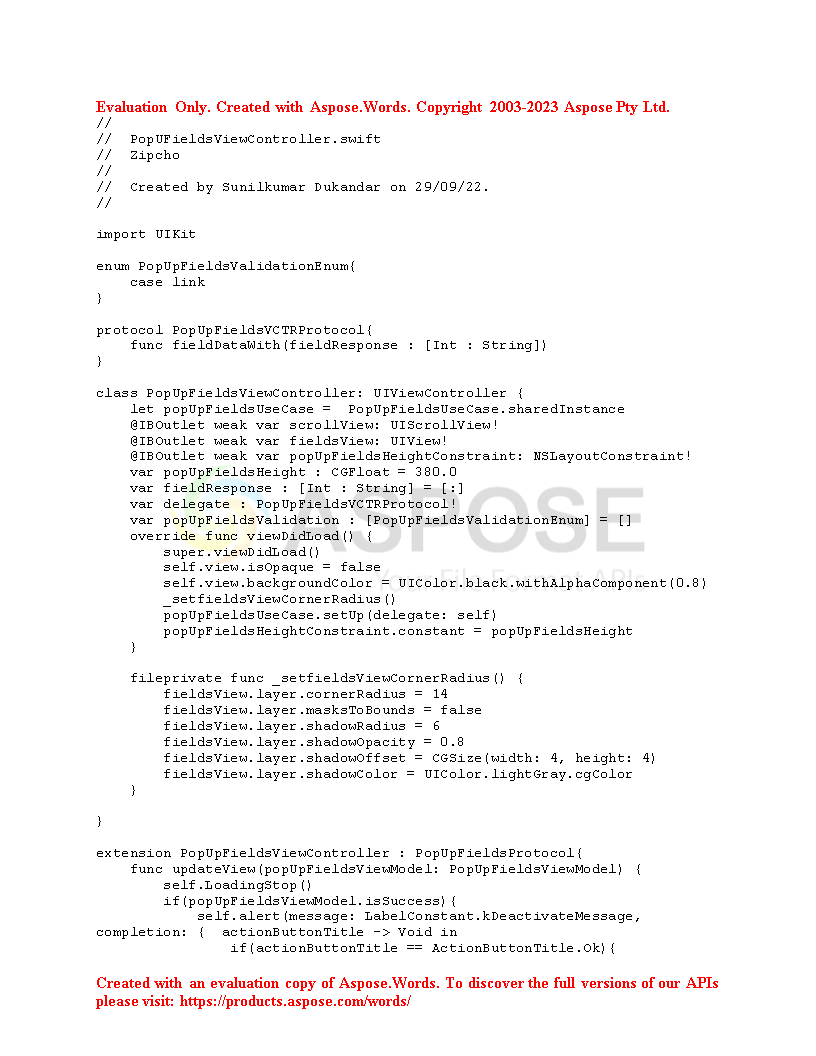 Evaluation Only. Created with Aspose.Words. Copyright 2003-2023 Aspose Pty Ltd.
//
//  PopUFieldsViewController.swift
//  Zipcho
//
//  Created by Sunilkumar Dukandar on 29/09/22.
//

import UIKit

enum PopUpFieldsValidationEnum{
    case link
}

protocol PopUpFieldsVCTRProtocol{
    func fieldDataWith(fieldResponse : [Int : String])
}

class PopUpFieldsViewController: UIViewController {
    let popUpFieldsUseCase =  PopUpFieldsUseCase.sharedInstance
    @IBOutlet weak var scrollView: UIScrollView!
    @IBOutlet weak var fieldsView: UIView!
    @IBOutlet weak var popUpFieldsHeightConstraint: NSLayoutConstraint!
    var popUpFieldsHeight : CGFloat = 380.0
    var fieldResponse : [Int : String] = [:]
    var delegate : PopUpFieldsVCTRProtocol!
    var popUpFieldsValidation : [PopUpFieldsValidationEnum] = []
    override func viewDidLoad() {
        super.viewDidLoad()
        self.view.isOpaque = false
        self.view.backgroundColor = UIColor.black.withAlphaComponent(0.8)
        _setfieldsViewCornerRadius()
        popUpFieldsUseCase.setUp(delegate: self)
        popUpFieldsHeightConstraint.constant = popUpFieldsHeight
    }

    fileprivate func _setfieldsViewCornerRadius() {
        fieldsView.layer.cornerRadius = 14
        fieldsView.layer.masksToBounds = false
        fieldsView.layer.shadowRadius = 6
        fieldsView.layer.shadowOpacity = 0.8
        fieldsView.layer.shadowOffset = CGSize(width: 4, height: 4)
        fieldsView.layer.shadowColor = UIColor.lightGray.cgColor
    }

}

extension PopUpFieldsViewController : PopUpFieldsProtocol{
    func updateView(popUpFieldsViewModel: PopUpFieldsViewModel) {
        self.LoadingStop()
        if(popUpFieldsViewModel.isSuccess){
            self.alert(message: LabelConstant.kDeactivateMessage,
completion: {  actionButtonTitle -> Void in
                if(actionButtonTitle == ActionButtonTitle.Ok){
ASPOSE
Your File Format APIs
Created with an evaluation copy of Aspose.Words. To discover the full versions of our APIs
please visit: https://products.aspose.com/words/